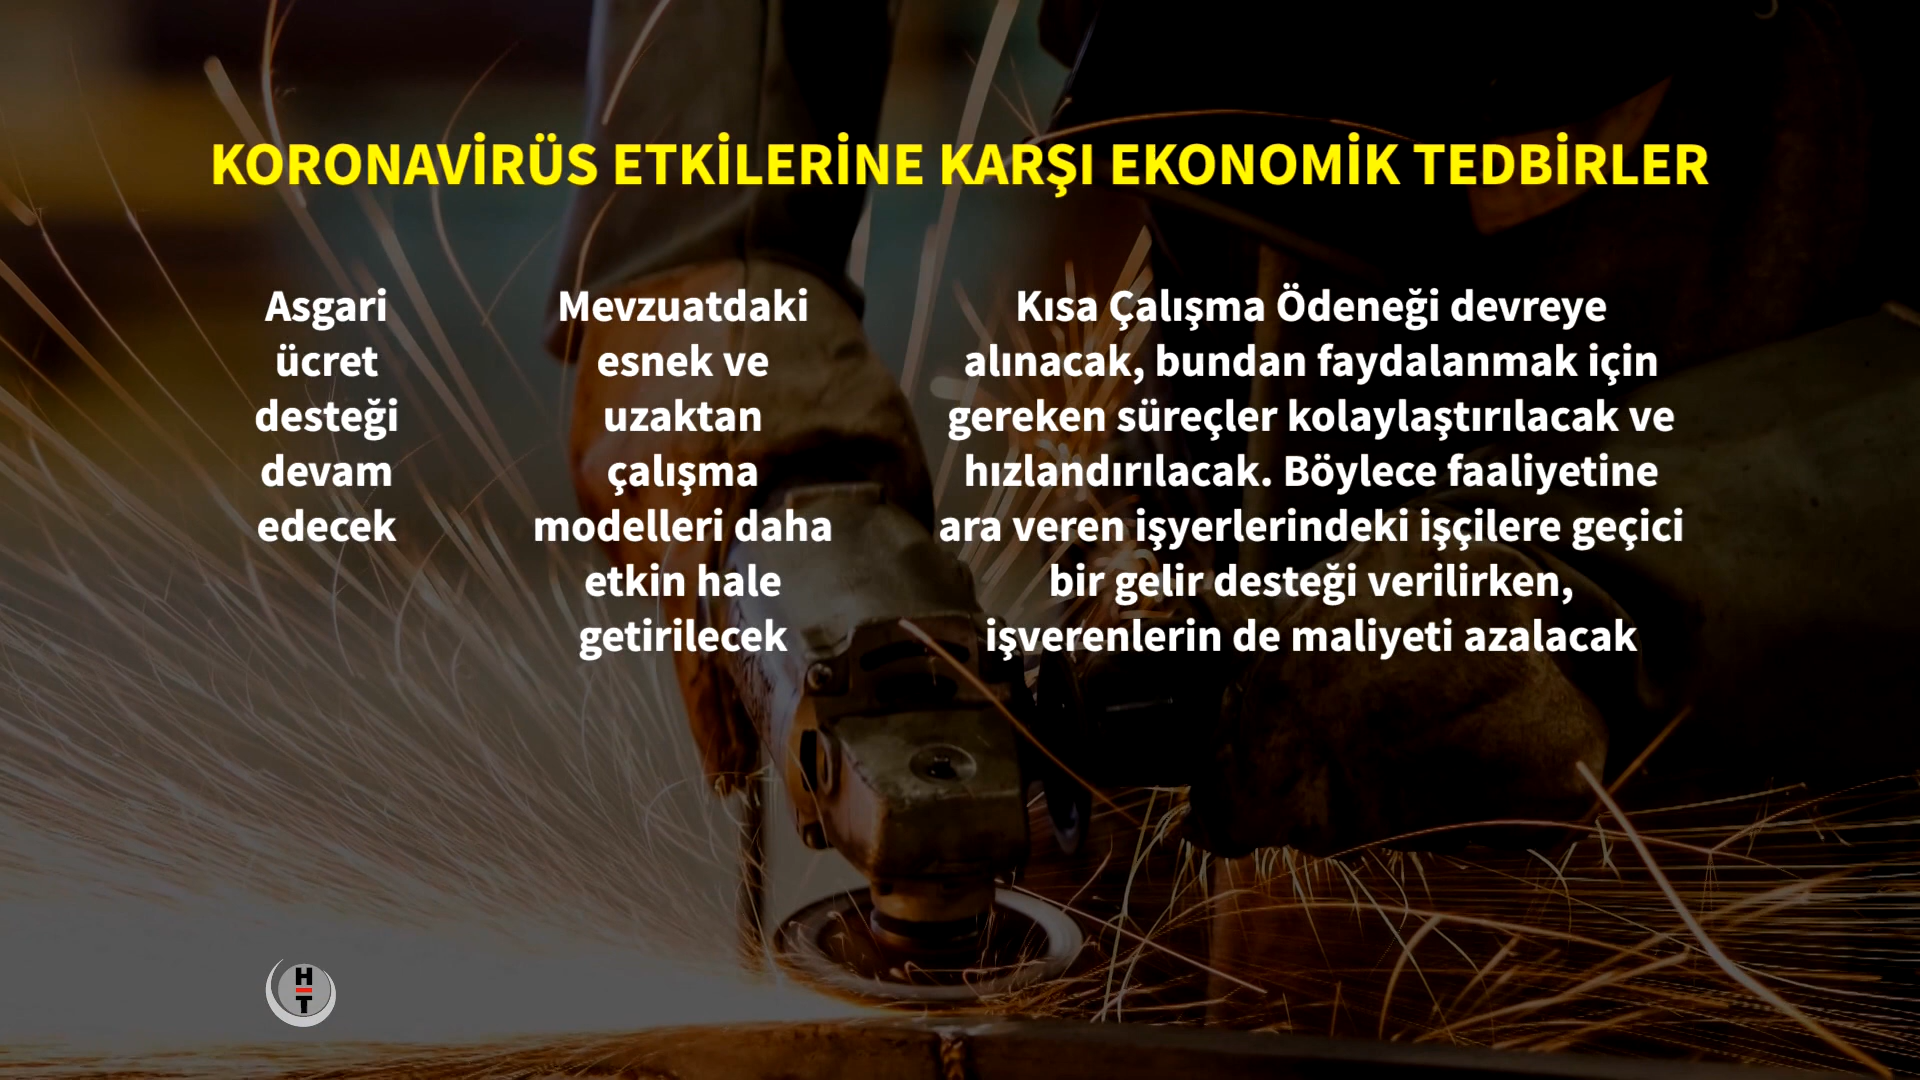 KORONAVİRÜS ETKİLERİNE KARŞI EKONOMİK TEDBİRLER
Asgari
ücret
desteği
devam
edecek
Mevzuatdaki
esnek ve
uzaktan
çalışma
modelleri daha
etkin hale
getirilecek
Kısa Çalışma Ödeneği devreye
alınacak, bundan faydalanmak için
gereken süreçler kolaylaştırılacak ve
hızlandırılacak. Böylece faaliyetine
ara veren işyerlerindeki işçilere geçici
bir gelir desteği verilirken,
işverenlerin de maliyeti azalacak
H
T